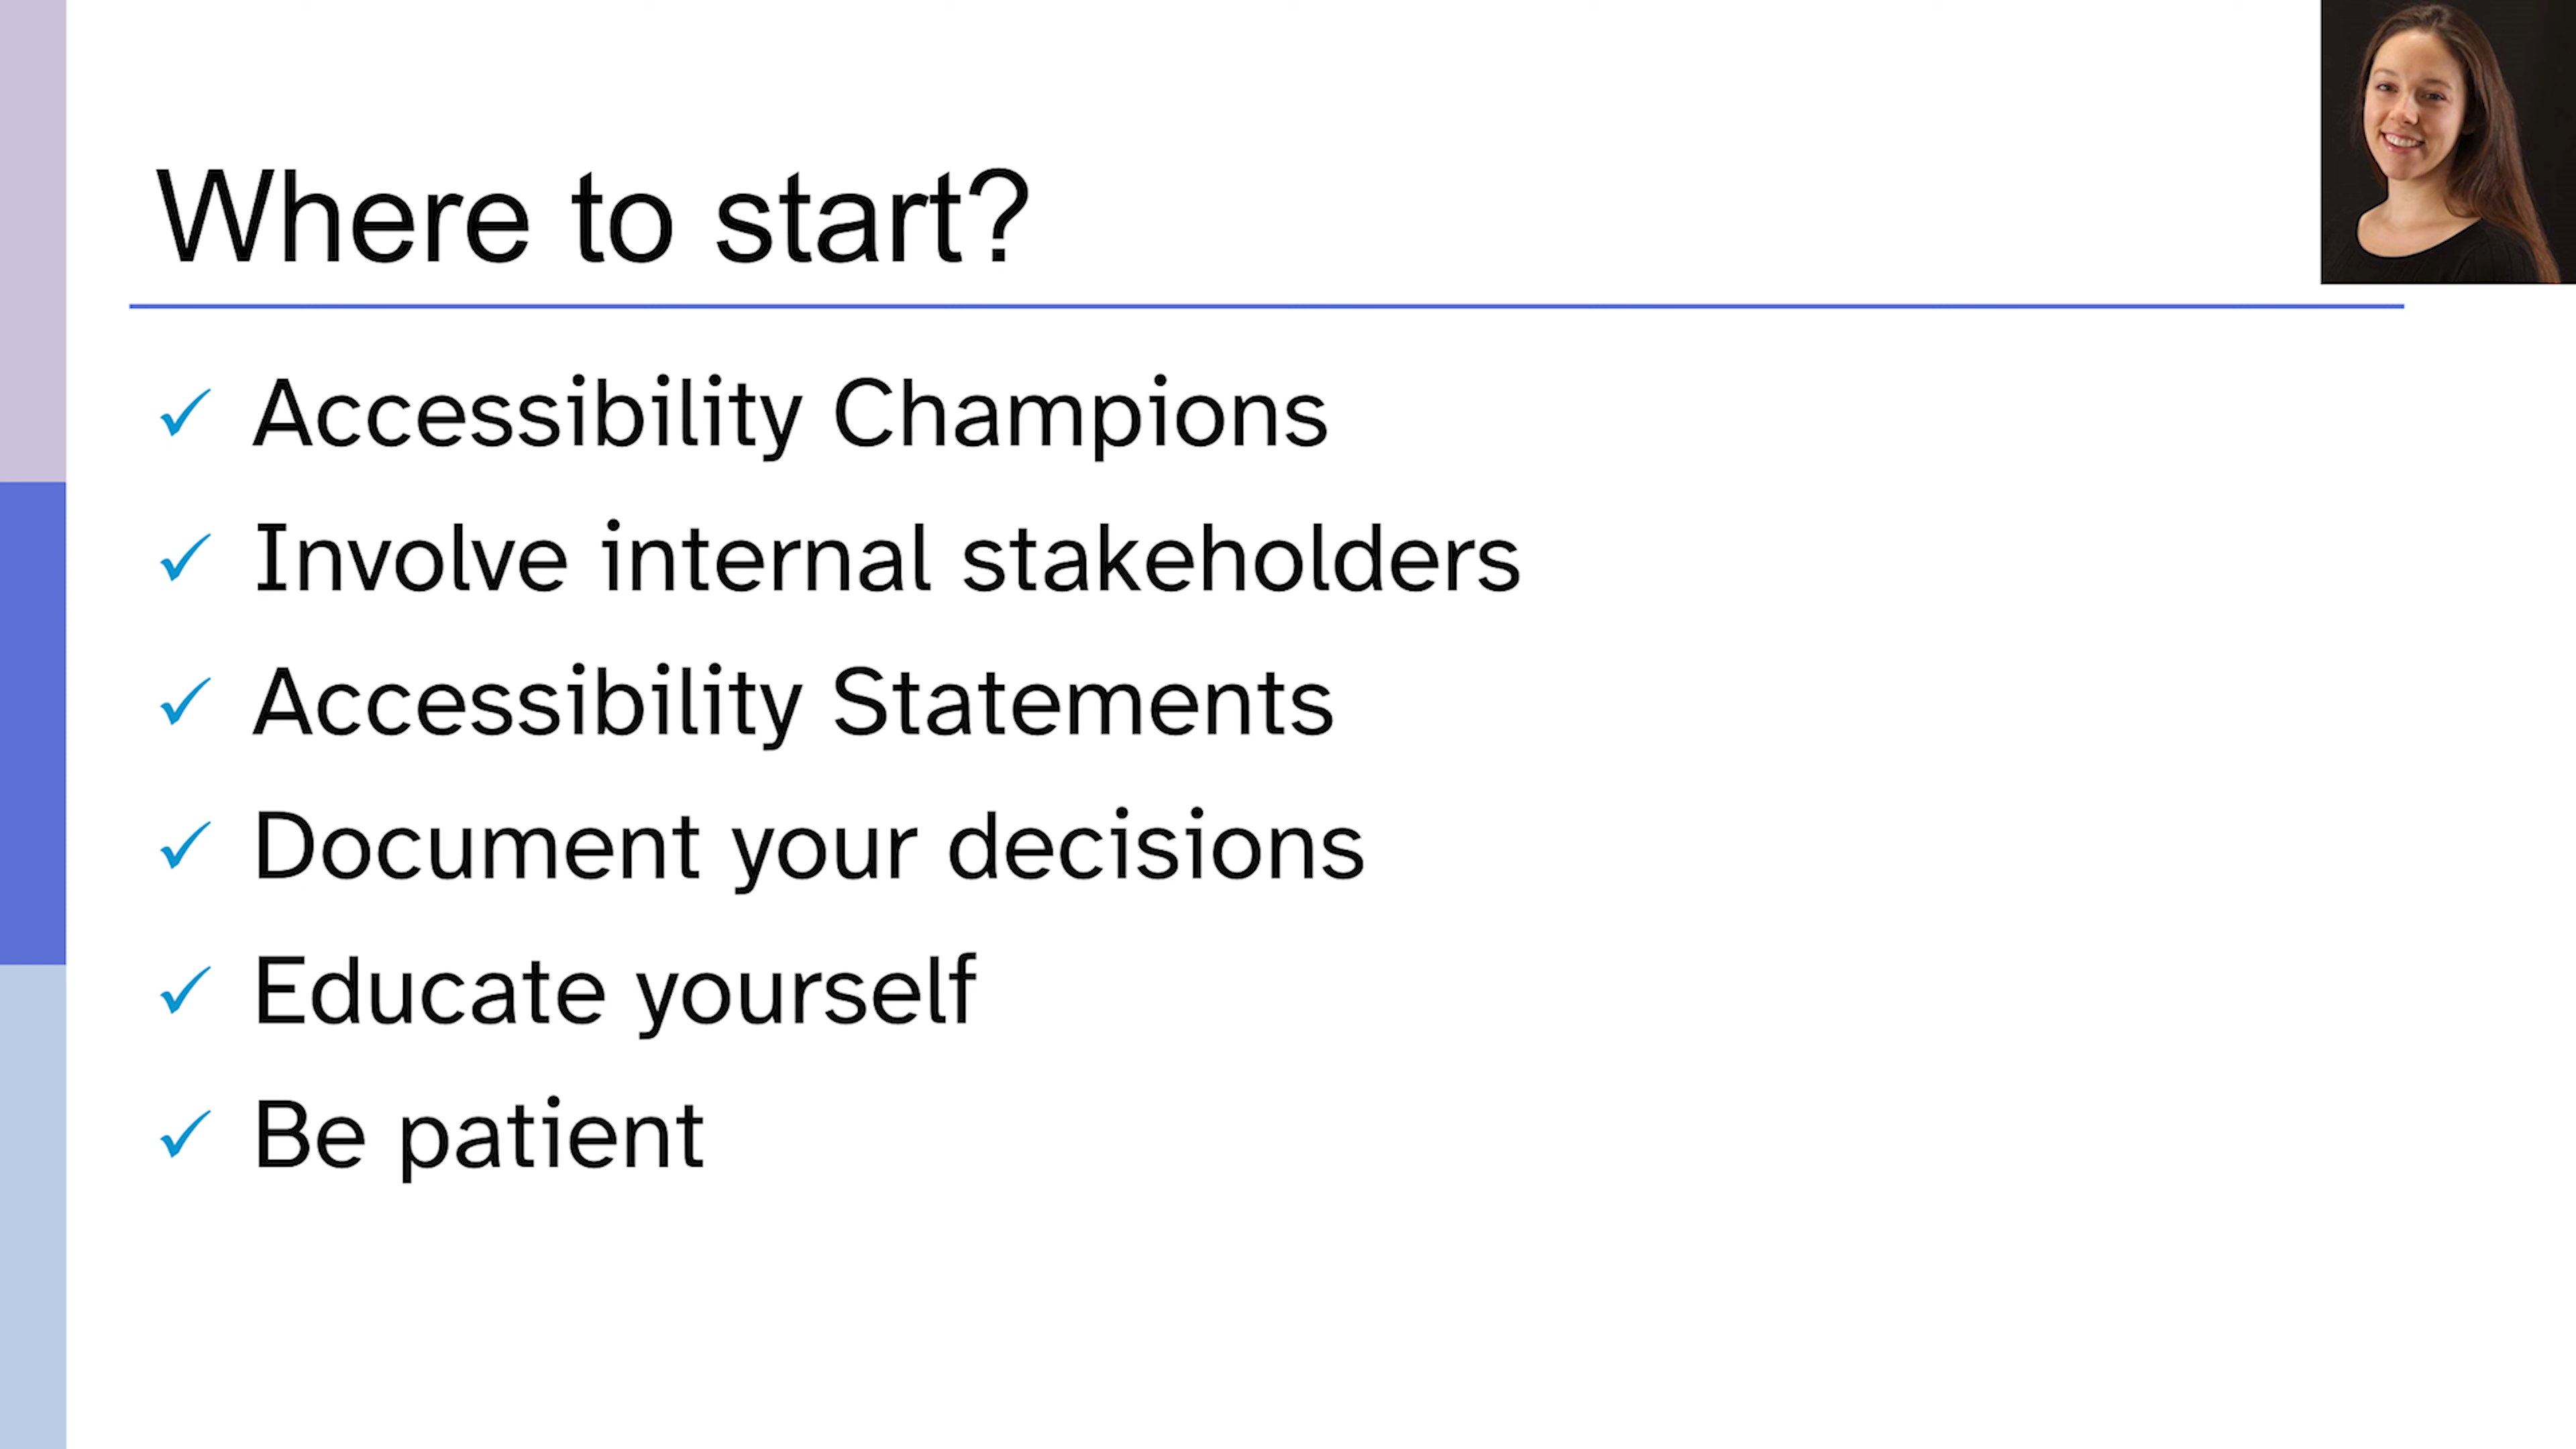 Where to start?
Accessibility Champions
Involve internal stakeholders
Accessibility Statements
Document your decisions
Educate yourself
Be patient